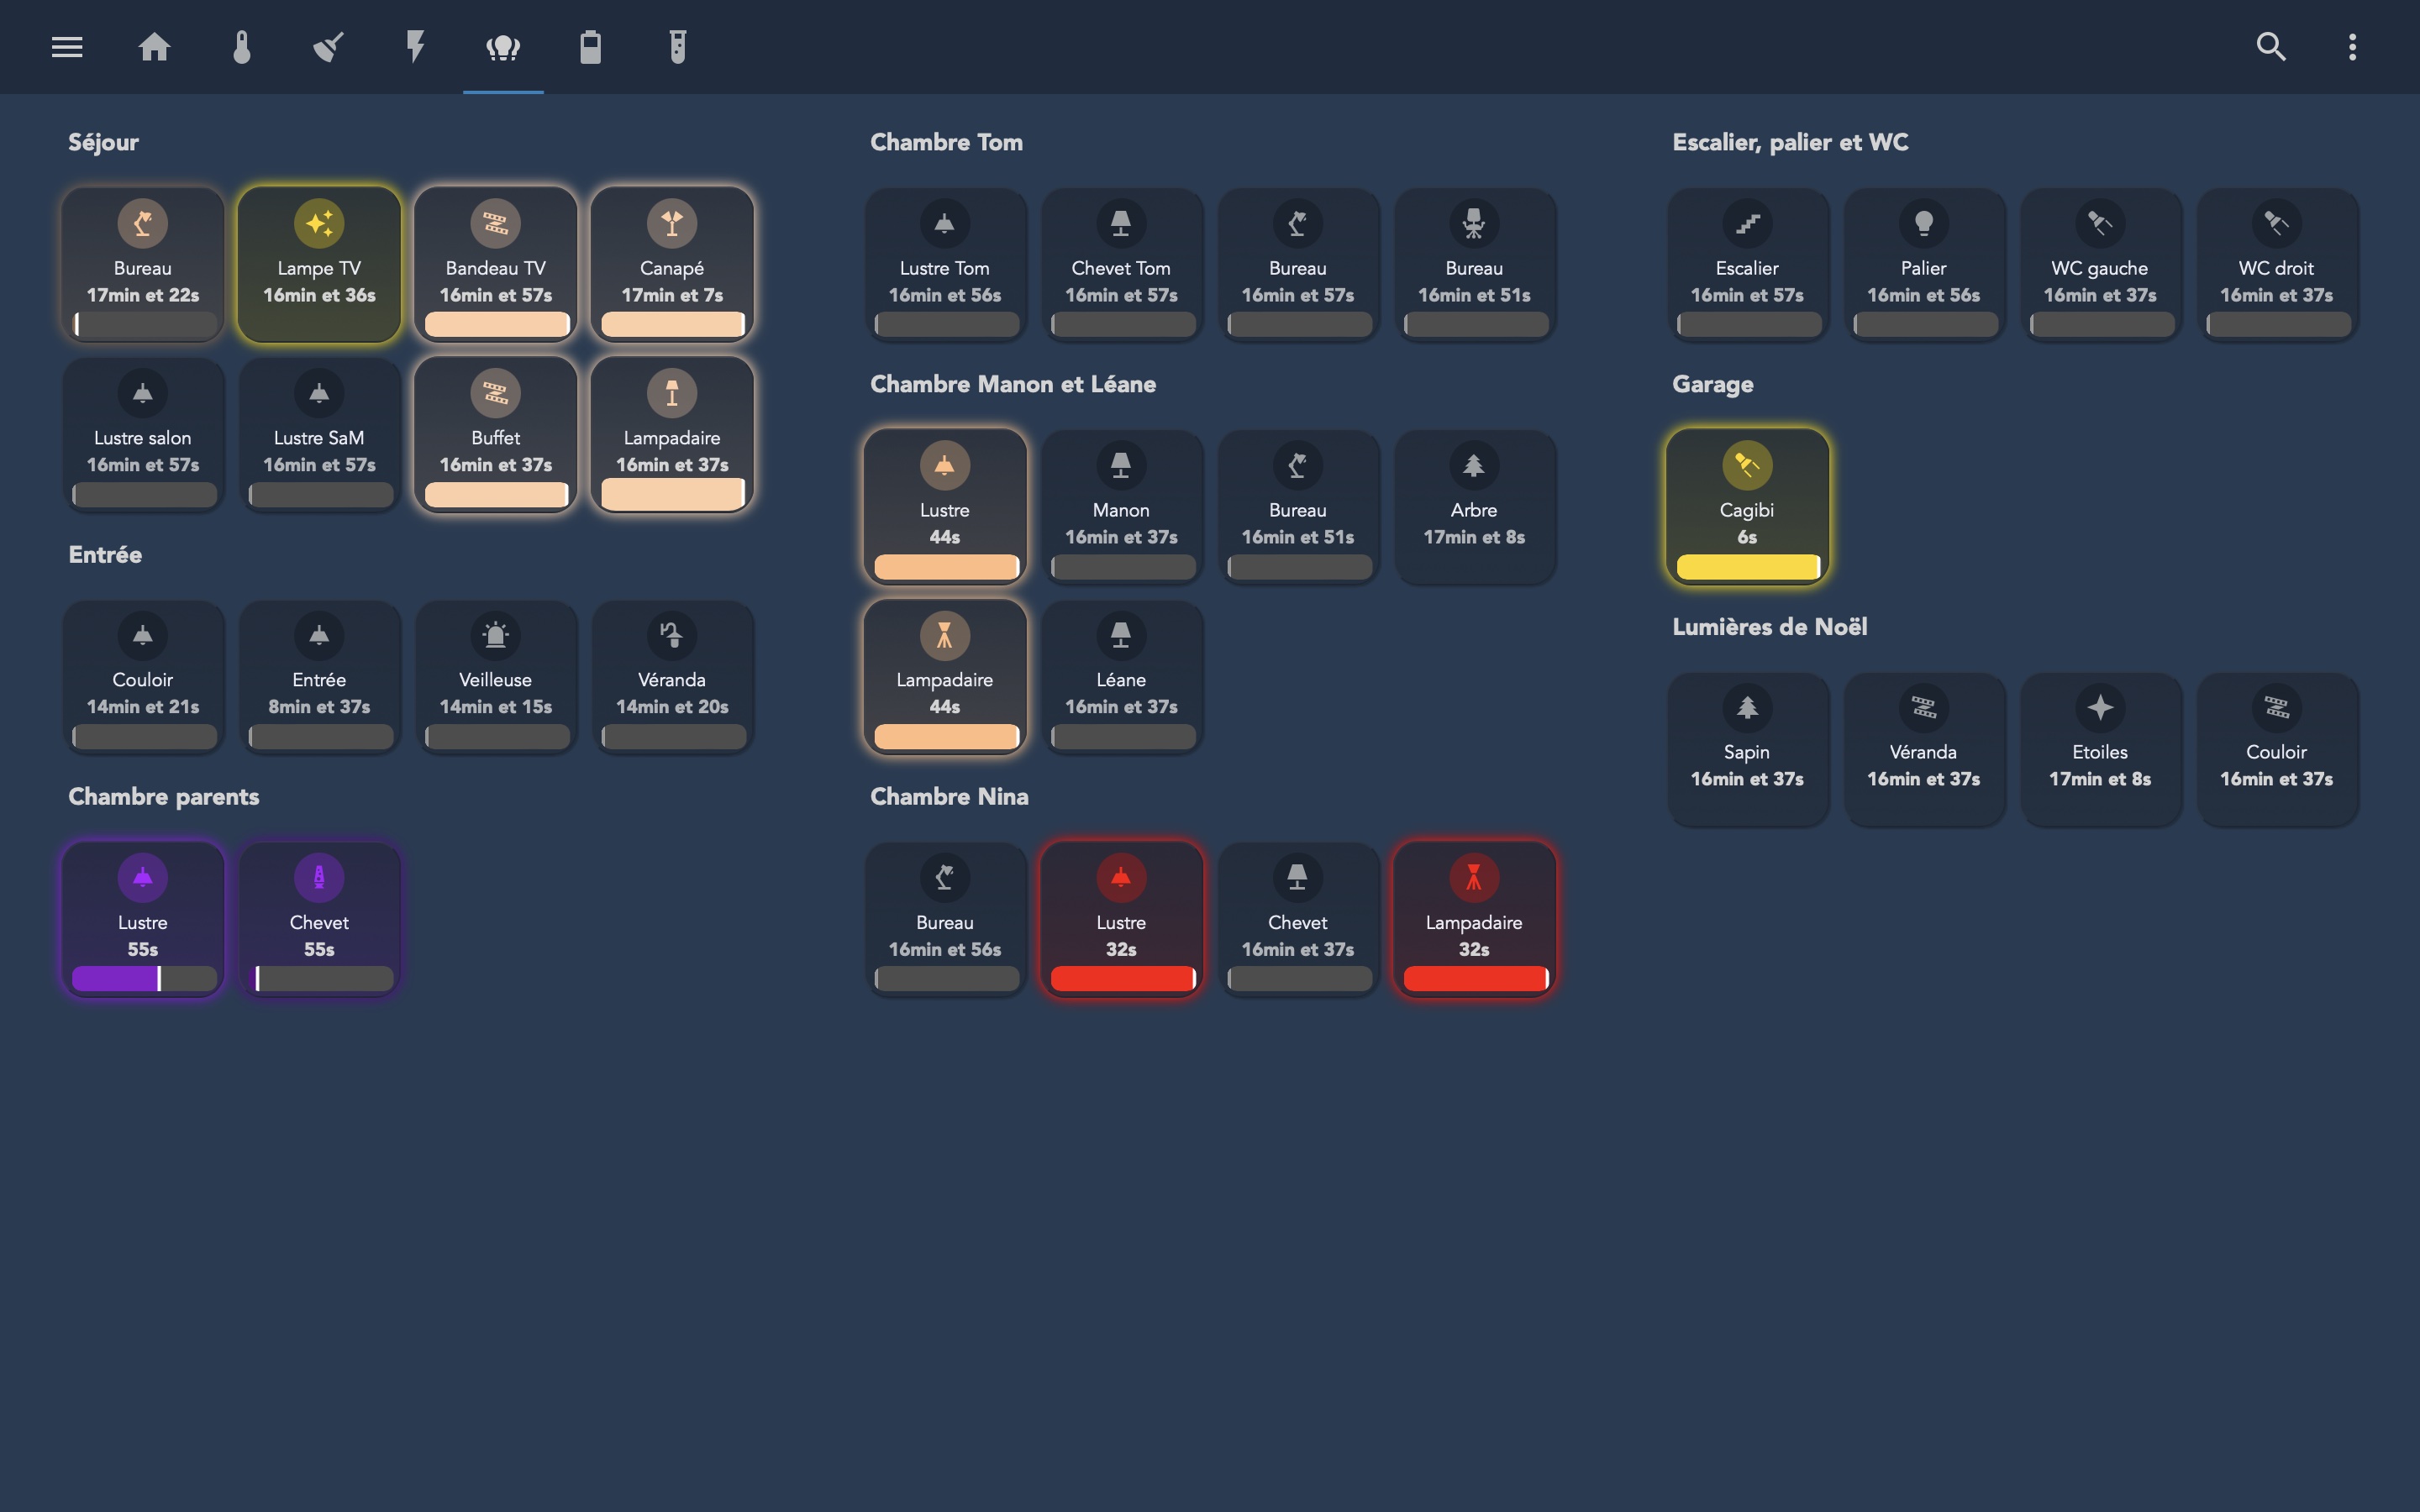 Séjour
Bureau
17min et 22s
Lampe TV
16min et 36s
Bandeau TV
16min et 57s
Canapé
17min et 7s
Lustre salon
16min et 57s
Lustre SaM
16min et 57s
Buffet
16min et 37s
Lampadaire
16min et 37s
Entrée
Couloir
14min et 21s
Entrée
8min et 37s
Veilleuse
14min et 15s
Véranda
14min et 20s
Chambre parents
Lustre
55s
Chevet
55s
Chambre Tom
Lustre Tom
16min et 56s
Chevet Tom
16min et 57s
Bureau
16min et 57s
Bureau
16min et 51s
Chambre Manon et Léane
Lustre
44s
Manon
16min et 37s
Bureau
16min et 51s
Arbre
17min et 8s
Lampadaire
44s
Léane
16min et 37s
Chambre Nina
Bureau
16min et 56s
Lustre
32s
Chevet
16min et 37s
Lampadaire
32s
Escalier, palier et WC
Escalier
16min et 57s
Palier
16min et 56s
WC gauche
16min et 37s
WC droit
16min et 37s
Garage
Cagibi
6s
Lumières de Noël
Sapin
16min et 37s
Véranda
16min et 37s
Etoiles
17min et 8s
Couloir
16min et 37s